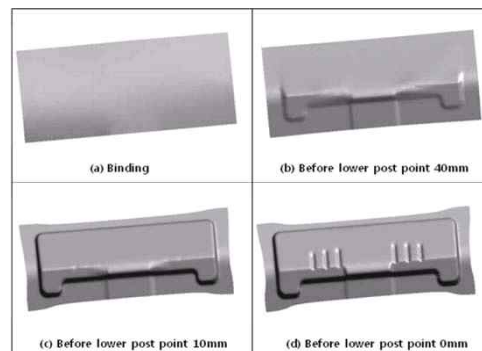 (a) Binding
(b) Before lower post point 40mm
(c) Before lower post point 10mm
(d) Before lower post point 0mm